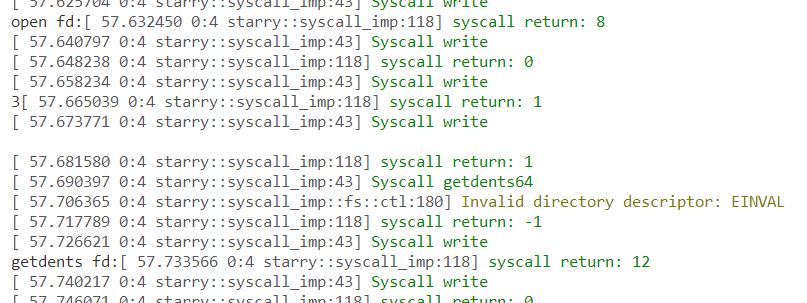 [ 57.625704 0:4 starry::syscall_imp:43] Syscall write
open fd:[ 57.632450 0:4 starry::syscall_imp:118] syscall return: 8
[ 57.640797 0:4 starry::syscall_imp:43] Syscall write
[ 57.648238 0:4 starry::syscall_imp:118] syscall return: 0
[ 57.658234 0:4 starry::syscall_imp:43] Syscall write
3[ 57.665039 0:4 starry::syscall_imp:118] syscall return: 1
[ 57.673771 0:4 starry::syscall_imp:43] Syscall write
[ 57.681580 0:4 starry::syscall_imp:118] syscall return: 1
[ 57.690397 0:4 starry::syscall_imp:43] Syscall getdents64
[ 57.706365 0:4 starry::syscall_imp::fs::ctl:180] Invalid directory descriptor: EINVAL
[ 57.717789 0:4 starry::syscall_imp:118] syscall return: -1
[ 57.726621 0:4 starry::syscall_imp:43] Syscall write
getdents fd:[ 57.733566 0:4 starry::syscall_imp:118] syscall return: 12
[ 57.740217 0:4 starry::syscall_imp:43] Syscall write
[ 57.746071 0:4 starry::syscall_imp:118] syscall return: 0